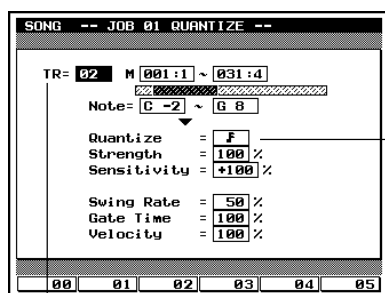 SONG -- JOB 01 QUANTIZE --
TR= 02 M 001:1 ~ 031:4
Note= C -2 ~ G 8
Quantize =
Strength = 100 %
Sensitivity = +100 %
Swing Rate = 50 %
Gate Time = 100 %
Velocity = 100 %
00 01 02 03 04 05